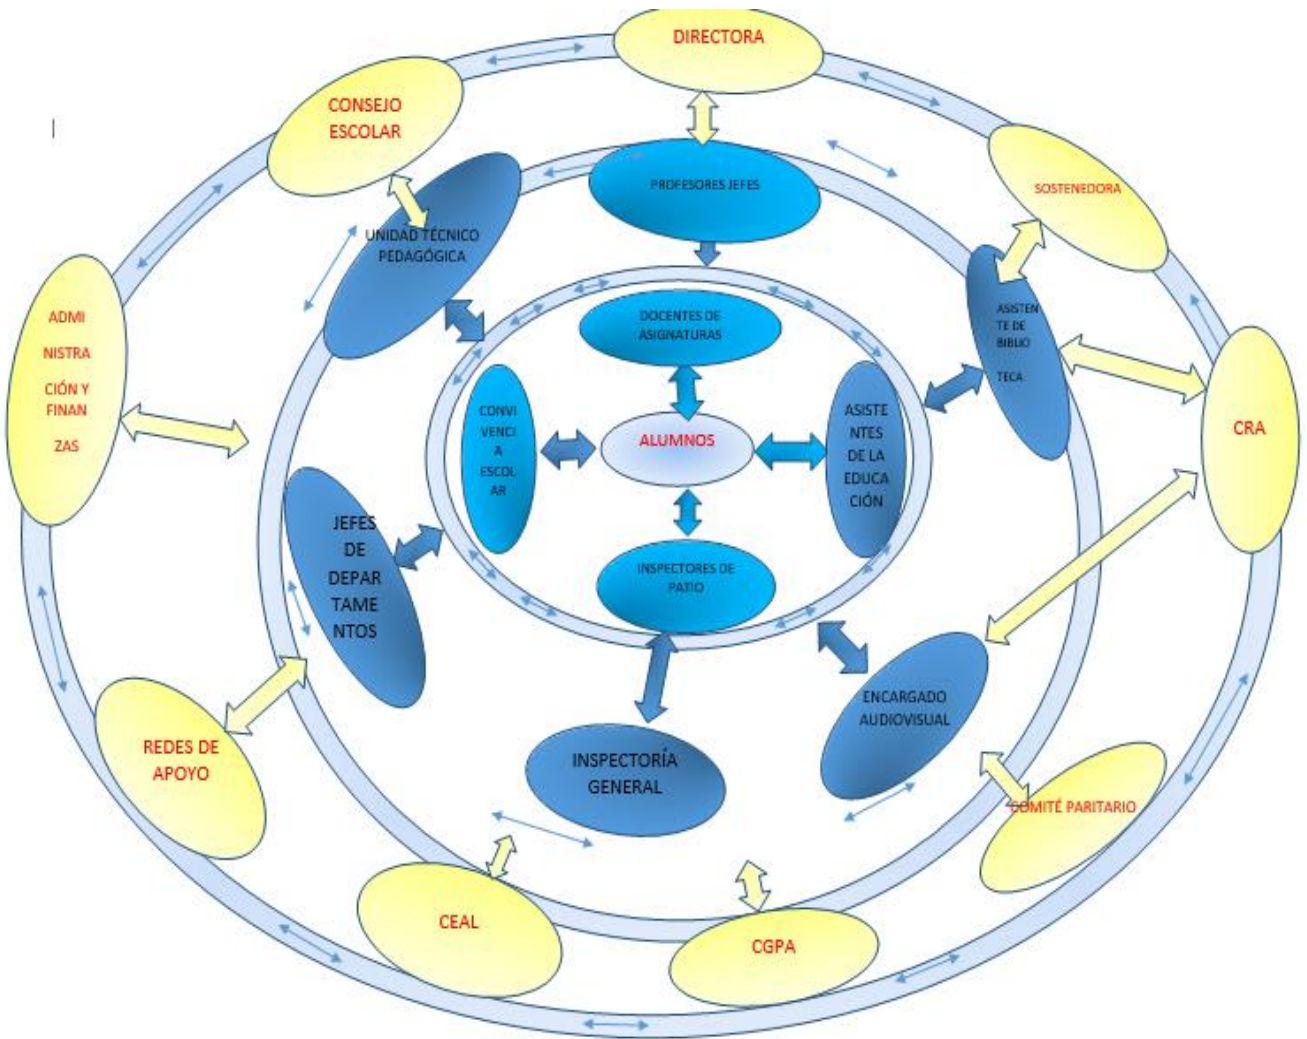 DIRECTORA
CONSEJO
ESCOLAR
SOSTENEDORA
PROFESORES JEFES
UNIDAD TÉCNICO
PEDAGÓGICA
ADMI
NISTRA
CIÓN Y
FINAN
ZAS
ASISTEN
TE DE
BIBLIO
TECA
DOCENTES DE
ASIGNATURAS
CONVI
VENCI
A
ESCOL
AR
ALUMNOS
ASISTE
NTES
DE LA
EDUCA
CIÓN
CRA
JEFES
DE
DEPAR
TAME
NTOS
INSPECTORES DE
PATIO
ENCARGADO
AUDIOVISUAL
REDES DE
APOYO
INSPECTORÍA
GENERAL
COMITÉ PARITARIO
CEAL
CGPA